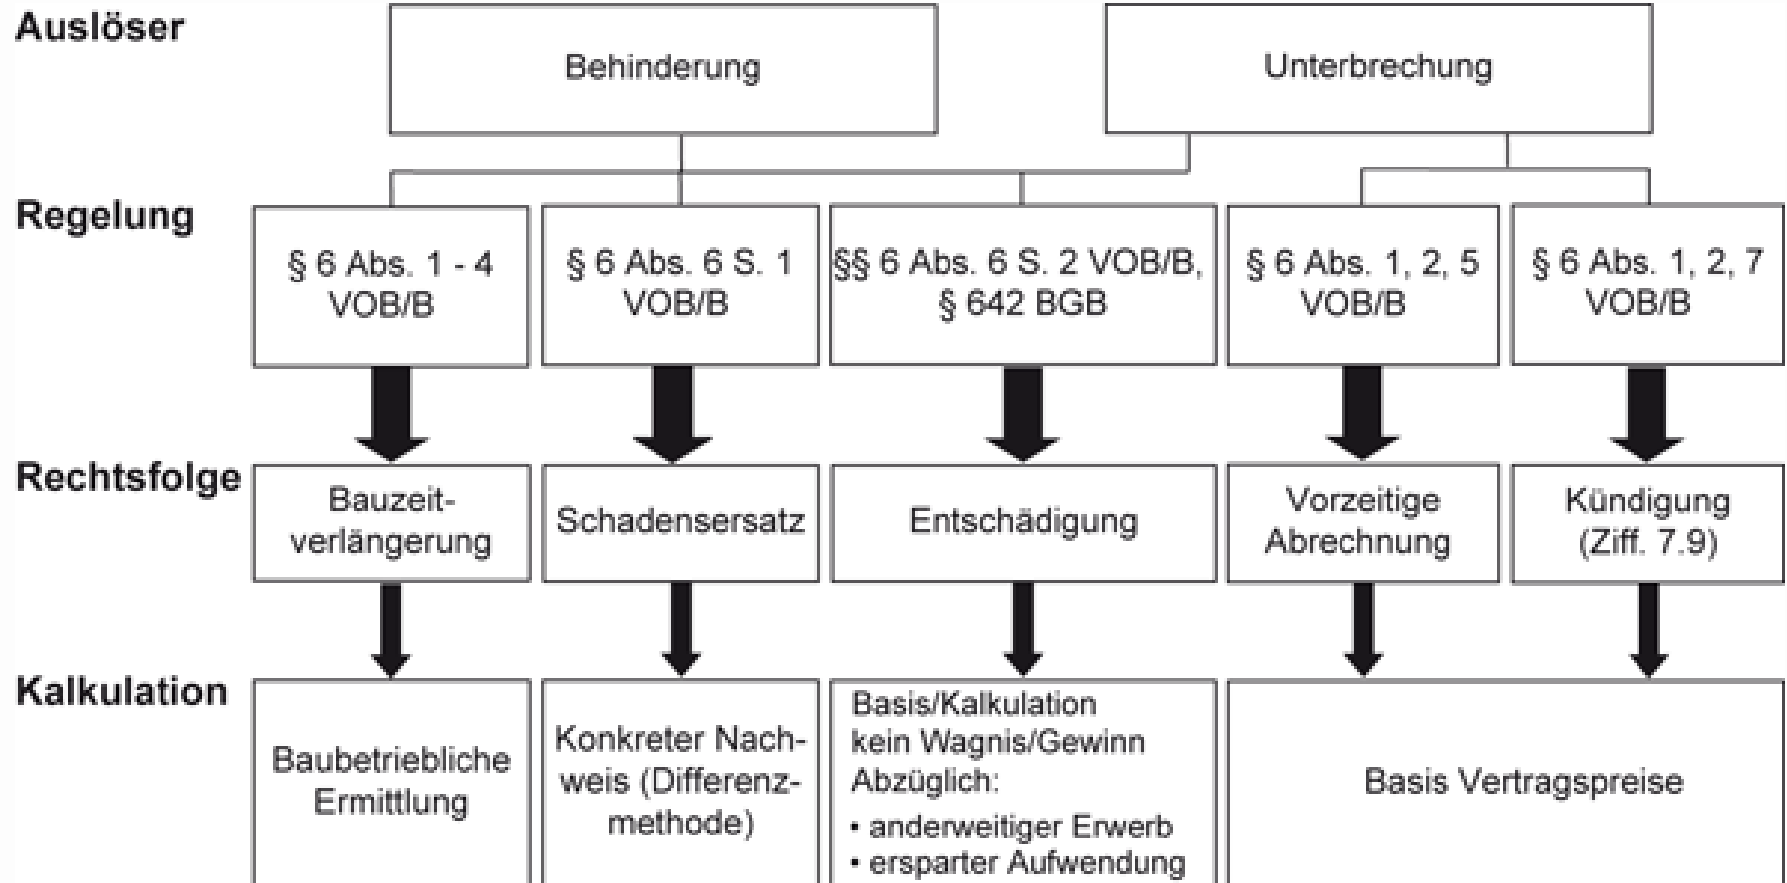 Auslöser
Behinderung
Unterbrechung
Regelung
§ 6 Abs. 1 - 4
VOB/B
§ 6 Abs. 6 S. 1
VOB/B
§§ 6 Abs. 6 S. 2 VOB/B,
§ 642 BGB
§ 6 Abs. 1, 2, 5
VOB/B
§ 6 Abs. 1, 2, 7
VOB/B
Rechtsfolge
Bauzeit-
verlängerung
Schadensersatz
Entschädigung
Vorzeitige
Abrechnung
Kündigung
(Ziff. 7.9)
Kalkulation
Baubetriebliche
Ermittlung
Konkreter Nach-
weis (Differenz-
methode)
Basis/Kalkulation
kein Wagnis/Gewinn
Abzüglich:
• anderweitiger Erwerb
• ersparter Aufwendung
Basis Vertragspreise